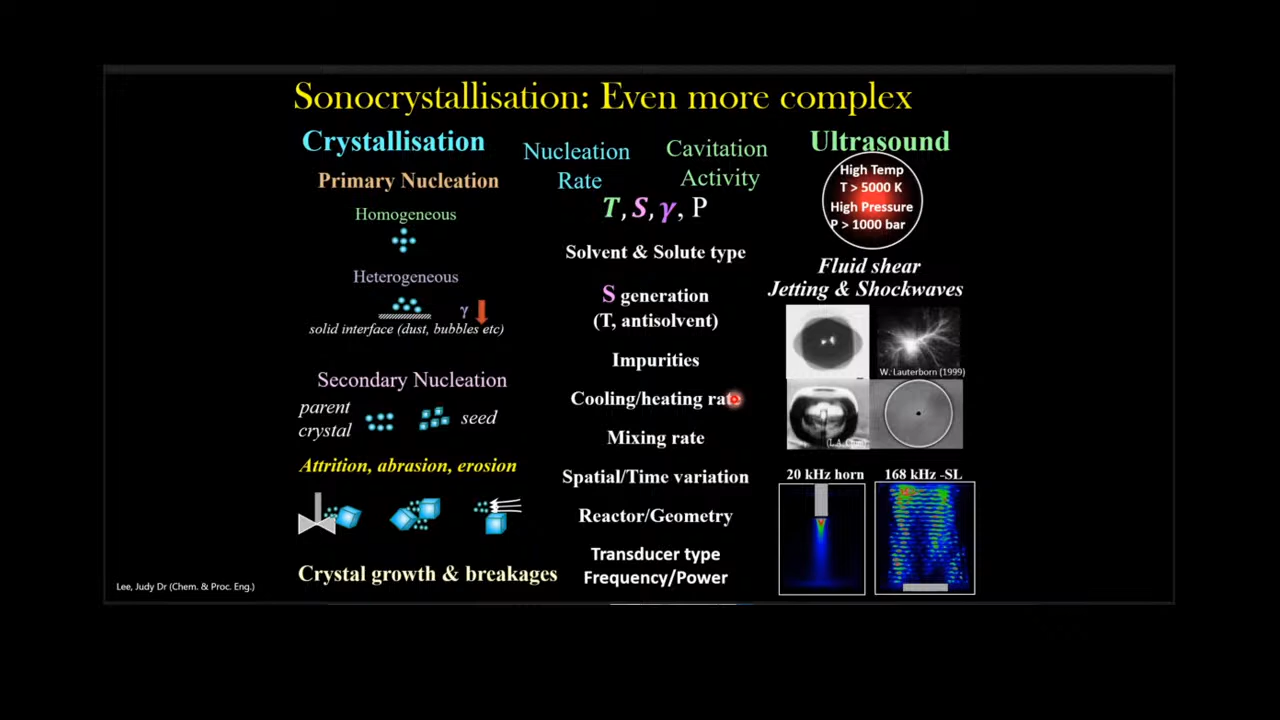 Sonocrystallisation: Even more complex
Crystallisation
Primary Nucleation
Homogeneous
Heterogeneous
γ
solid interface (dust, bubbles etc)
Secondary Nucleation
parent
crystal
seed
Attrition, abrasion, erosion
Crystal growth & breakages
Nucleation
Rate
Cavitation
Activity
T, S, γ, P
Solvent & Solute type
S generation
(T, antisolvent)
Impurities
Cooling/heating rate
Mixing rate
Spatial/Time variation
Reactor/Geometry
Transducer type
Frequency/Power
Ultrasound
High Temp
T > 5000 K
High Pressure
P > 1000 bar
Fluid shear
Jetting & Shockwaves
W. Lauterborn (1999)
20 kHz horn
168 kHz -SL
Lee, Judy Dr (Chem. & Proc. Eng.)